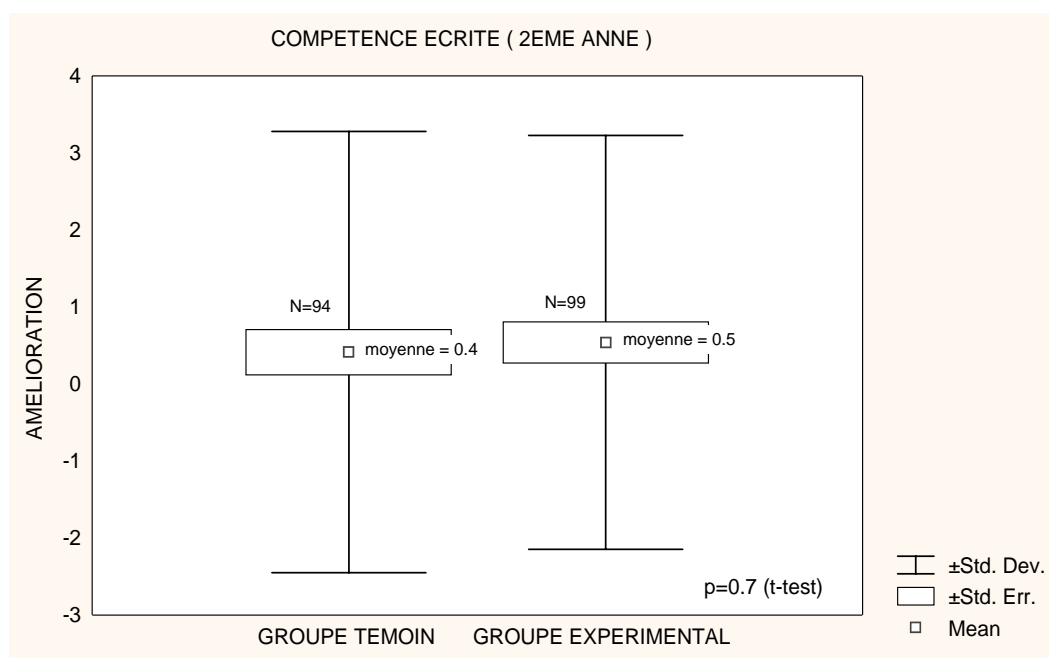 COMPETENCE ECRITE ( 2EME ANNE )
AMELIORATION
4
3
2
1
0
-1
-2
-3
N=94
moyenne = 0.4
N=99
moyenne = 0.5
p=0.7 (t-test)
GROUPE TEMOIN
GROUPE EXPERIMENTAL
±Std. Dev.
±Std. Err.
Mean